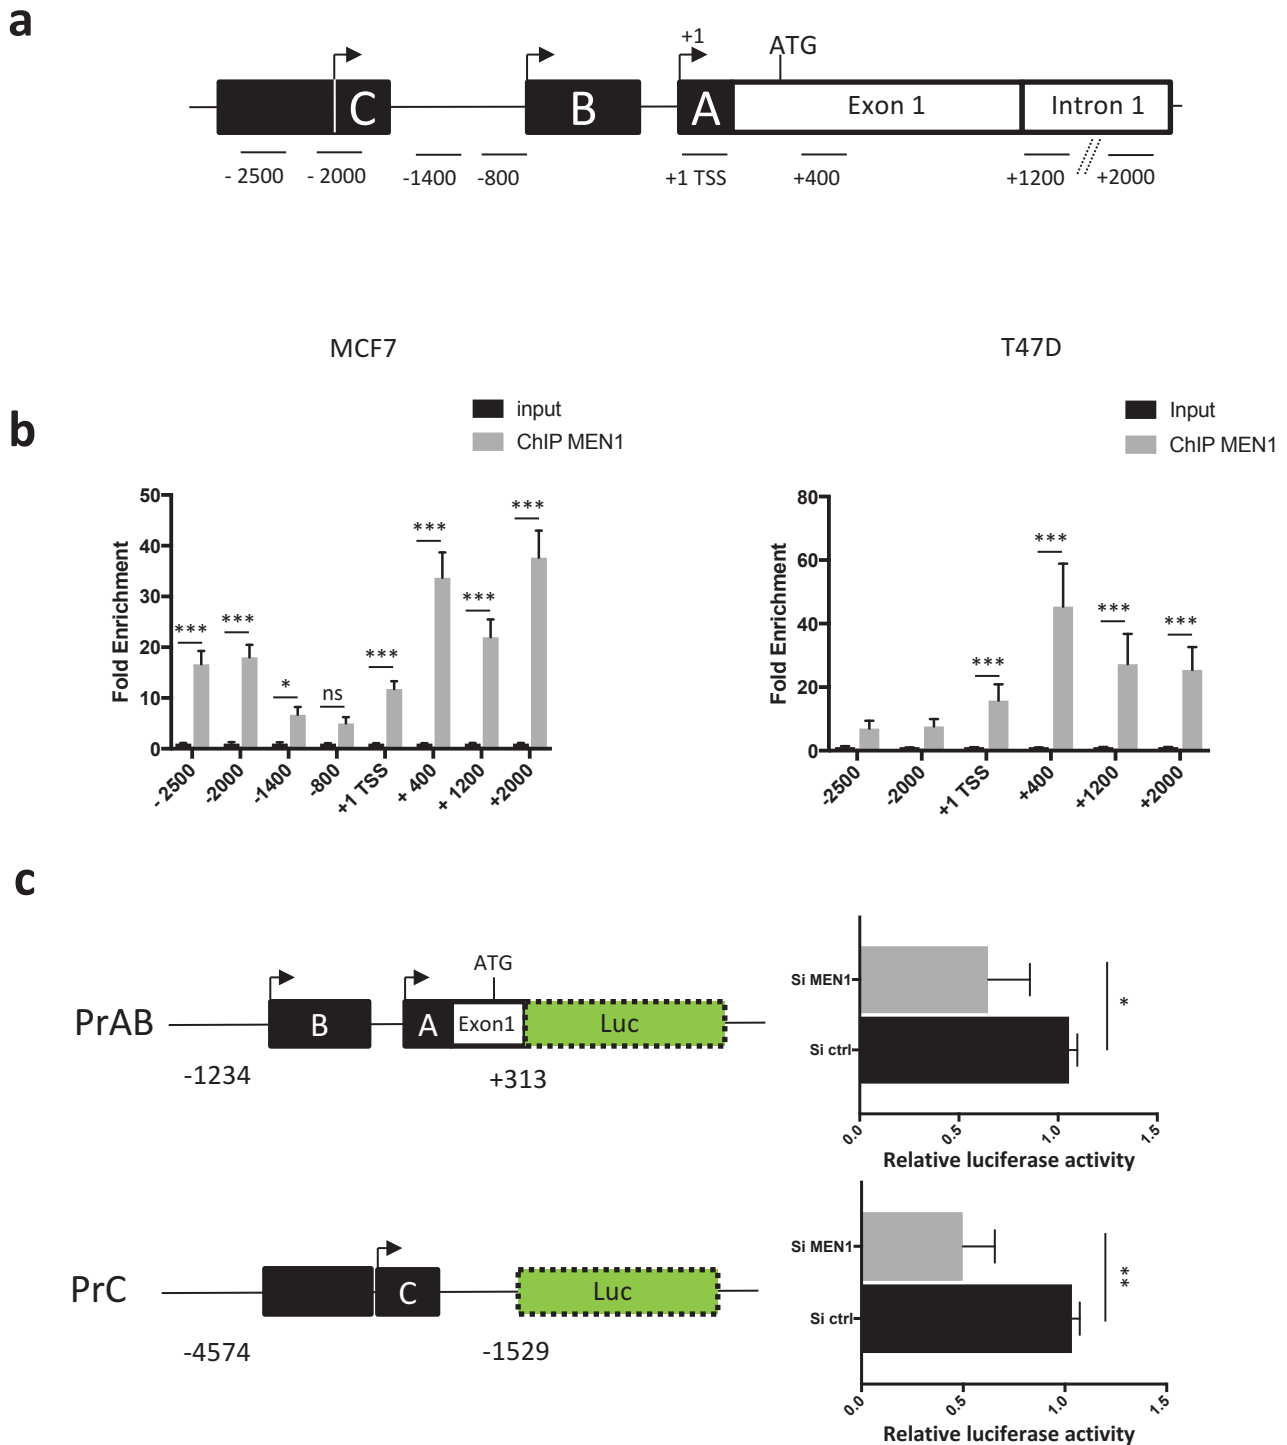 a
+1
ATG
C
B
A
Exon 1
Intron 1
- 2500
- 2000
-1400
-800
+1 TSS
+400
+1200
+2000
MCF7
T47D
b
input
ChIP MEN1
Input
ChIP MEN1
Fold Enrichment
50
40
30
20
10
0
***
***
*
ns
***
***
***
***
- 2500
-2000
-1400
-800
+1 TSS
+ 400
+ 1200
+2000
Fold Enrichment
80
60
40
20
0
***
***
***
***
-2500
-2000
+1 TSS
+400
+1200
+2000
c
PrAB
B
A
ATG
Exon1
Luc
-1234
+313
Si MEN1
Si ctrl
*
0.0
0.5
1.0
1.5
Relative luciferase activity
PrC
C
Luc
-4574
-1529
Si MEN1
Si ctrl
**
0.0
0.5
1.0
1.5
Relative luciferase activity